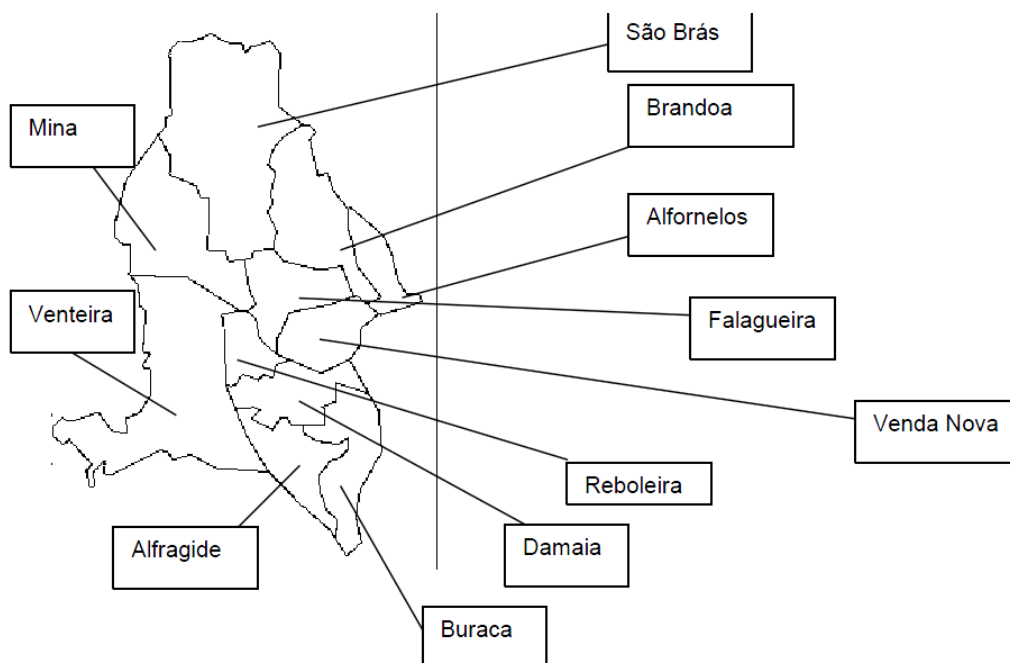 São Brás
Brandoa
Mina
Alfornelos
Venteira
Falagueira
Venda Nova
Reboleira
Alfragide
Damaia
Buraca